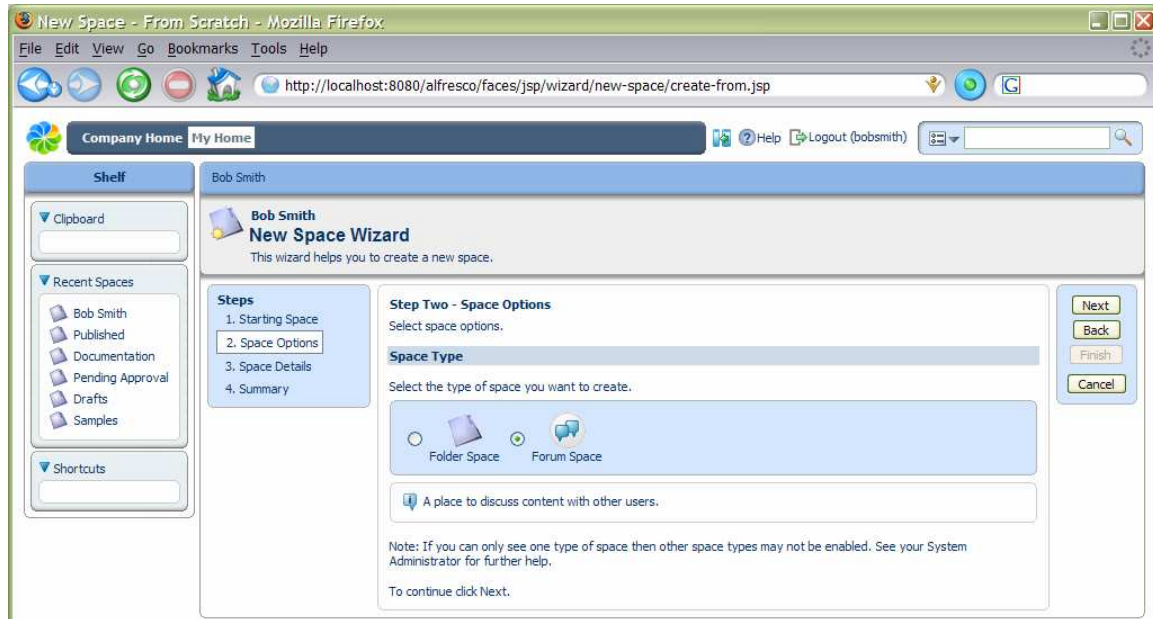 New Space - From Scratch - Mozilla Firefox
File Edit View Go Bookmarks Tools Help
http://localhost:8080/alfresco/faces/jsp/wizard/new-space/create-from.jsp
G
Company Home My Home
Help Logout (bobsmith)
Shelf
Bob Smith
Clipboard
Recent Spaces
Bob Smith
Published
Documentation
Pending Approval
Drafts
Samples
Shortcuts
Bob Smith
New Space Wizard
This wizard helps you to create a new space.
Steps
1. Starting Space
2. Space Options
3. Space Details
4. Summary
Step Two - Space Options
Select space options.
Space Type
Select the type of space you want to create.
Folder Space
Forum Space
A place to discuss content with other users.
Note: If you can only see one type of space then other space types may not be enabled. See your System
Administrator for further help.
To continue click Next.
Next
Back
Finish
Cancel